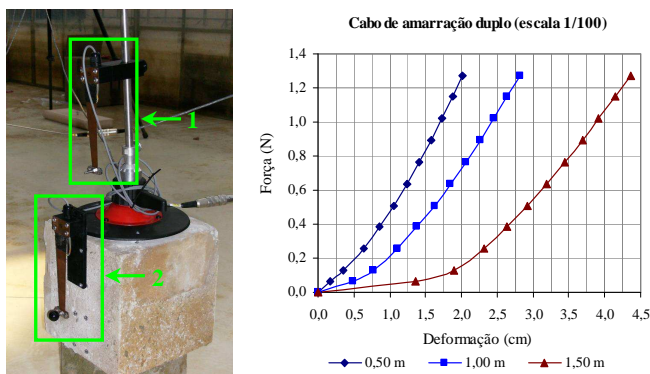 1
2
Cabo de amarração duplo (escala 1/100)
Força (N)
1,4
1,2
1,0
0,8
0,6
0,4
0,2
0,0
0,0 0,5 1,0 1,5 2,0 2,5 3,0 3,5 4,0 4,5
Deformação (cm)
0,50 m 1,00 m 1,50 m